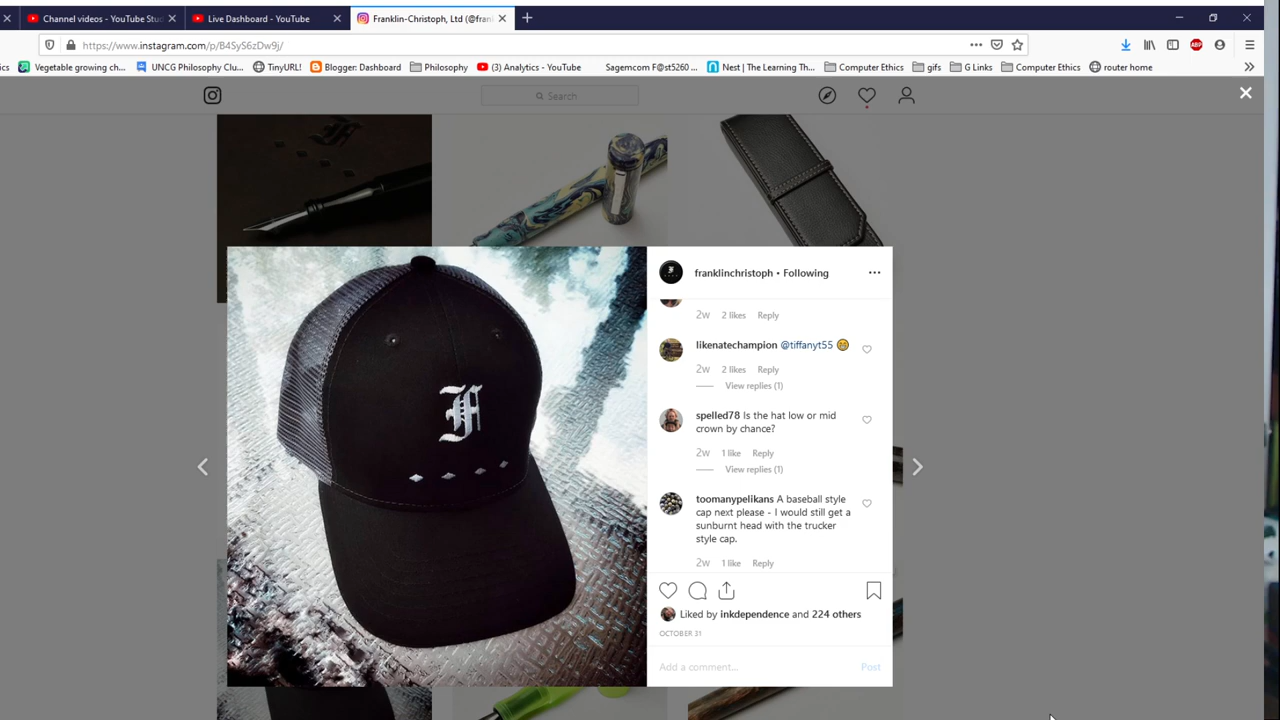 Channel videos - YouTube Stu
Live Dashboard - YouTube
Franklin-Christoph, Ltd (@fran
https://www.instagram.com/p/B4SyS6zDw9j/
ics
Vegetable growing ch...
UNCG Philosophy Clu...
TinyURL!
Blogger: Dashboard
Philosophy
(3) Analytics - YouTube
Sagemcom F@st5260 ...
Nest | The Learning Th...
Computer Ethics
gifs
G Links
Computer Ethics
router home
ABP
Search
franklinchristoph • Following
2w 2 likes Reply
likenatechampion @tiffanyt55 😁
2w 2 likes Reply
View replies (1)
spelled78 Is the hat low or mid
crown by chance?
2w 1 like Reply
View replies (1)
toomanypelikans A baseball style
cap next please - I would still get a
sunburnt head with the trucker
style cap.
2w 1 like Reply
Liked by inkdependence and 224 others
OCTOBER 31
Add a comment... Post
F